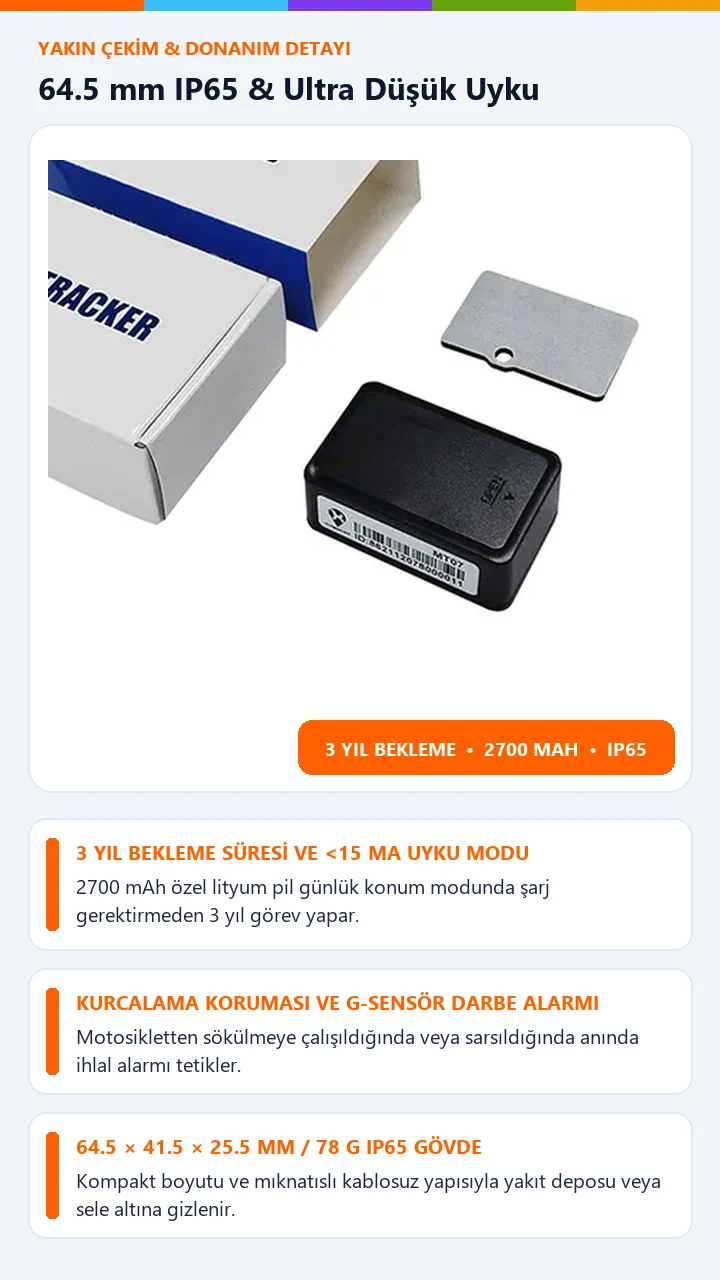 YAKIN ÇEKİM & DONANIM DETAYI
64.5 mm IP65 & Ultra Düşük Uyku
TRACKER
OPEN
MT07
ID:862112078000011
3 YIL BEKLEME • 2700 MAH • IP65
3 YIL BEKLEME SÜRESİ VE <15 MA UYKU MODU
2700 mAh özel lityum pil günlük konum modunda şarj
gerektirmeden 3 yıl görev yapar.
KURCALAMA KORUMASI VE G-SENSÖR DARBE ALARMI
Motosikletten sökülmeye çalışıldığında veya sarsıldığında anında
ihlal alarmı tetikler.
64.5 × 41.5 × 25.5 MM / 78 G IP65 GÖVDE
Kompakt boyutu ve mıknatıslı kablosuz yapısıyla yakıt deposu veya
sele altına gizlenir.